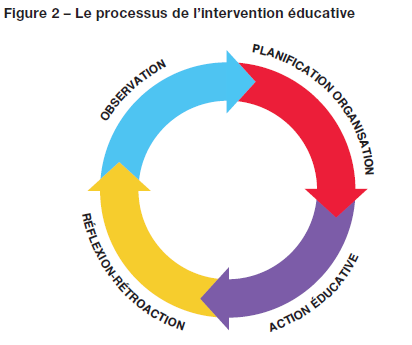 Figure 2 – Le processus de l’intervention éducative
OBSERVATION
PLANIFICATION ORGANISATION
ACTION ÉDUCATIVE
RÉFLEXION-RÉTROACTION